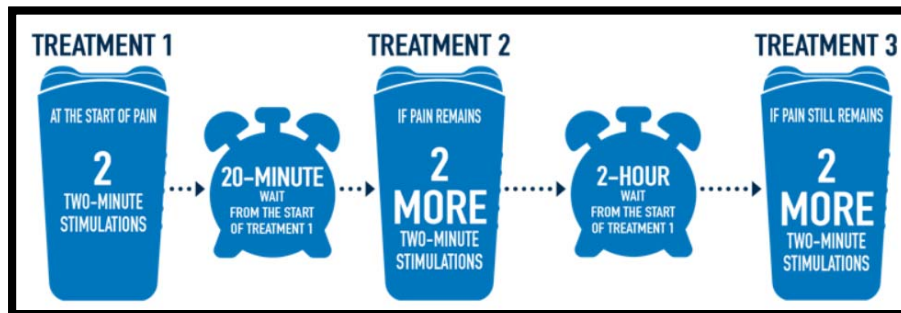 TREATMENT 1
AT THE START OF PAIN
2
TWO-MINUTE
STIMULATIONS
20-MINUTE
WAIT
FROM THE START
OF TREATMENT 1
TREATMENT 2
IF PAIN REMAINS
2
MORE
TWO-MINUTE
STIMULATIONS
2-HOUR
WAIT
FROM THE START
OF TREATMENT 1
TREATMENT 3
IF PAIN STILL REMAINS
2
MORE
TWO-MINUTE
STIMULATIONS